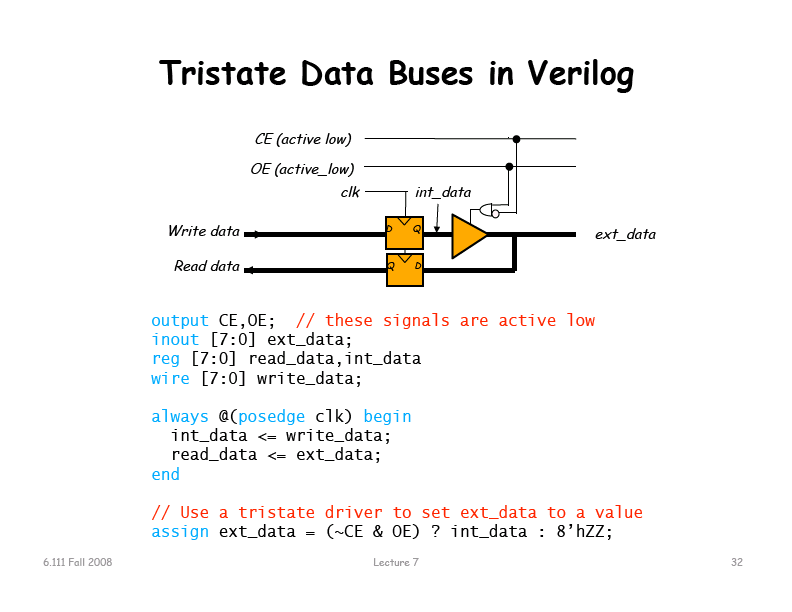 Tristate Data Buses in Verilog
CE (active low)
OE (active_low)
clk
int_data
Write data
D
Q
ext_data
Read data
Q
D
output CE,OE;  // these signals are active low
inout [7:0] ext_data;
reg [7:0] read_data,int_data
wire [7:0] write_data;
always @(posedge clk) begin
  int_data <= write_data;
  read_data <= ext_data;
end
// Use a tristate driver to set ext_data to a value
assign ext_data = (~CE & OE) ? int_data : 8’hZZ;
6.111 Fall 2008
Lecture 7
32